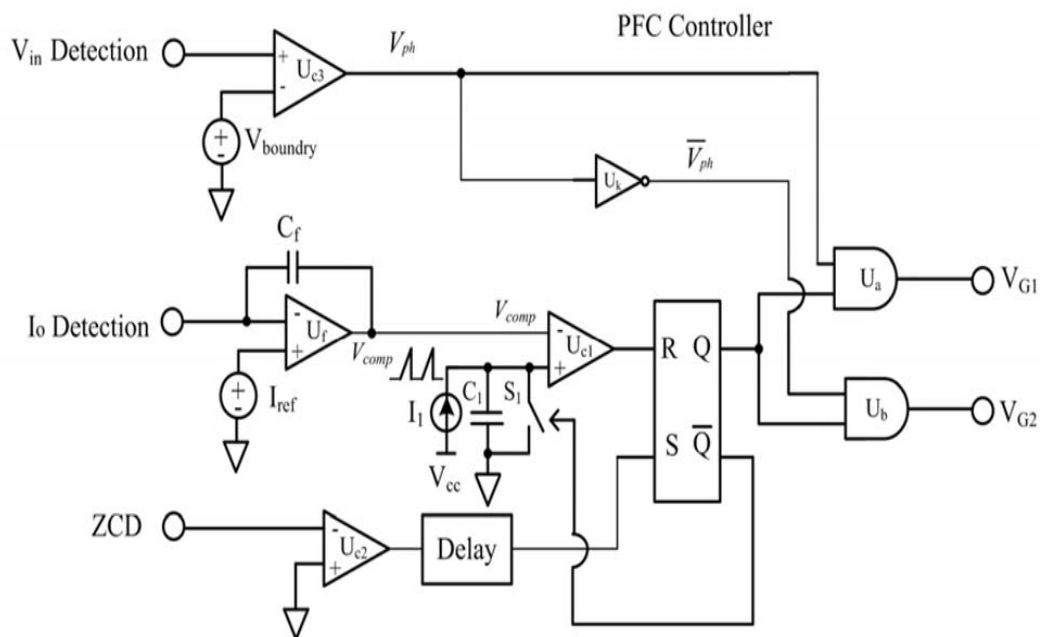 PFC Controller
V_in Detection
+
-
U_c3
V_ph
+
-
V_boundry
U_k
V̅_ph
C_f
I_o Detection
-
+
U_f
V_comp
V_comp
+
-
I_ref
I_1
C_1
S_1
V_cc
-
+
U_c1
R Q
S Q̅
U_a
V_G1
U_b
V_G2
ZCD
-
+
U_c2
Delay